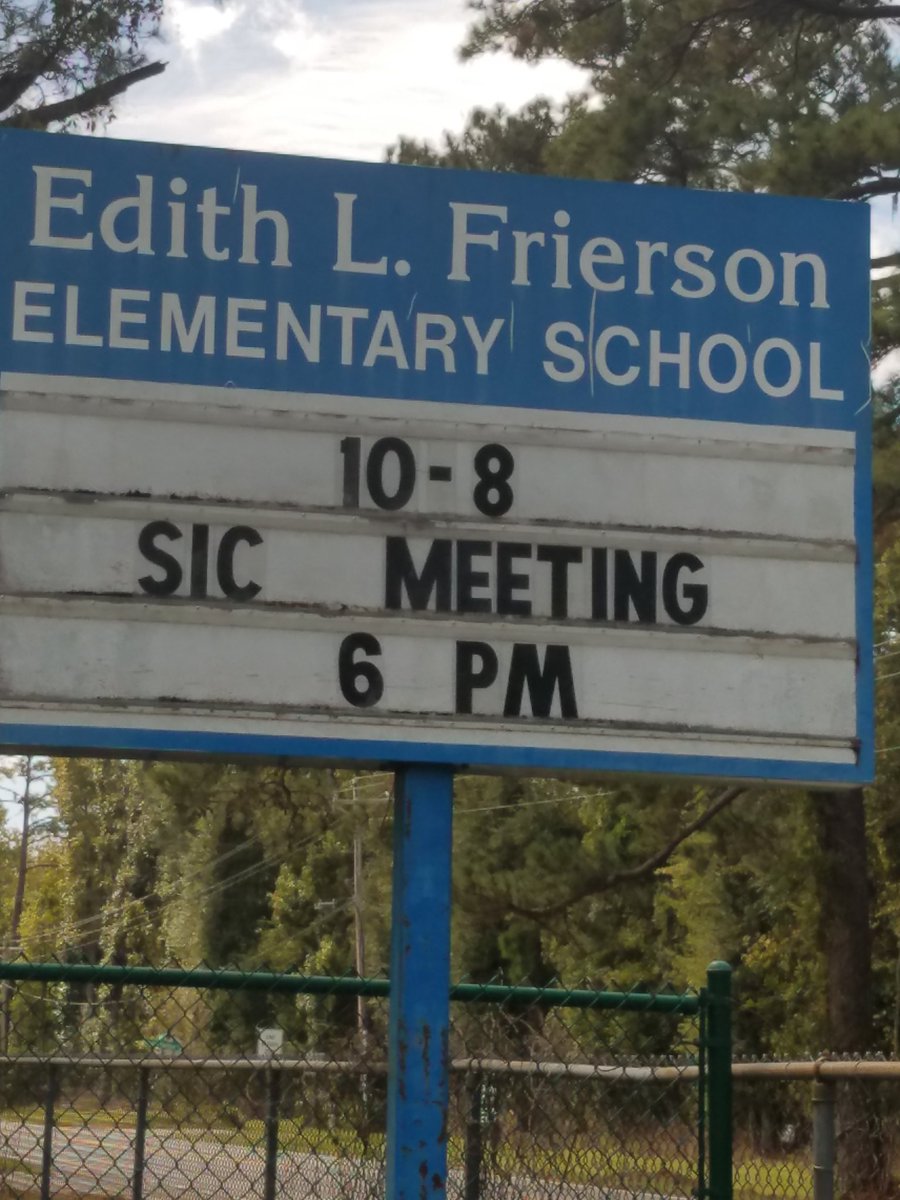 Edith L. Frierson
ELEMENTARY SCHOOL
10-8
SIC MEETING
6 PM